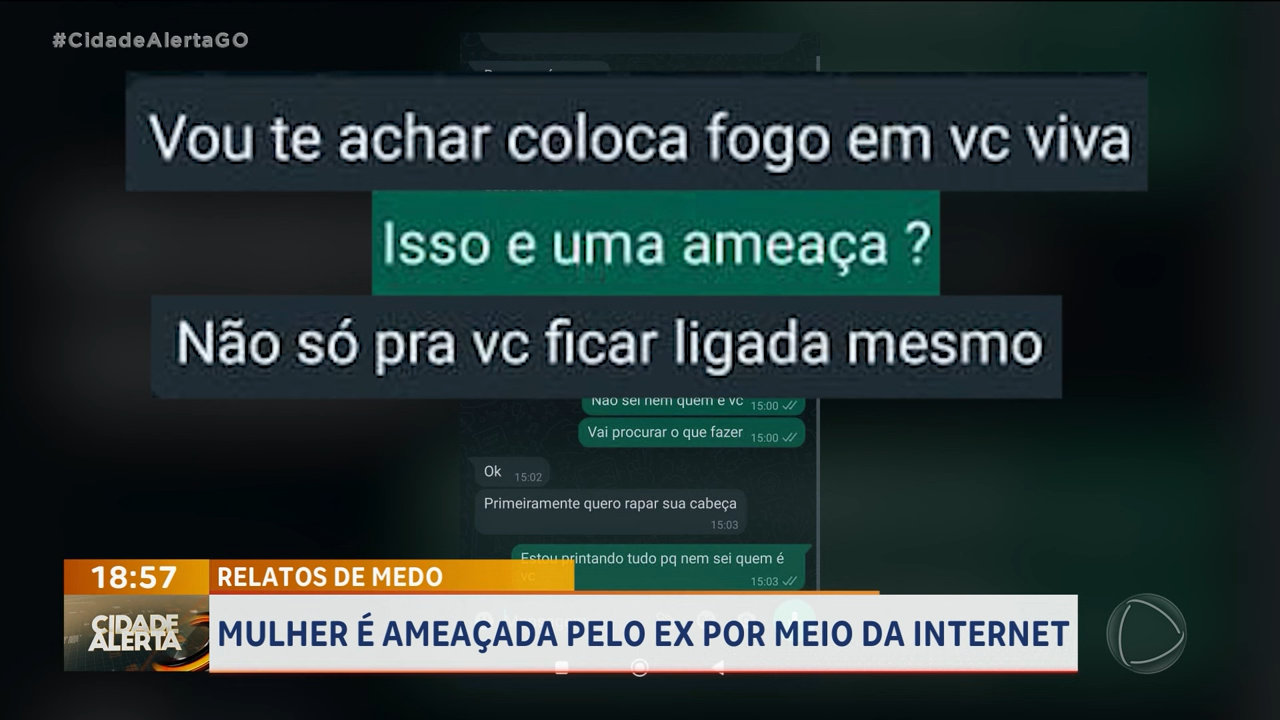 #CidadeAlertaGO
Vou te achar coloca fogo em vc viva
Isso e uma ameaça ?
Não só pra vc ficar ligada mesmo
Não sei nem quem e vc 15:00
Vai procurar o que fazer 15:00
Ok 15:02
Primeiramente quero rapar sua cabeça
15:03
Estou printando tudo pq nem sei quem é
vc 15:03
18:57 RELATOS DE MEDO
CIDADE
ALERTA
MULHER É AMEAÇADA PELO EX POR MEIO DA INTERNET